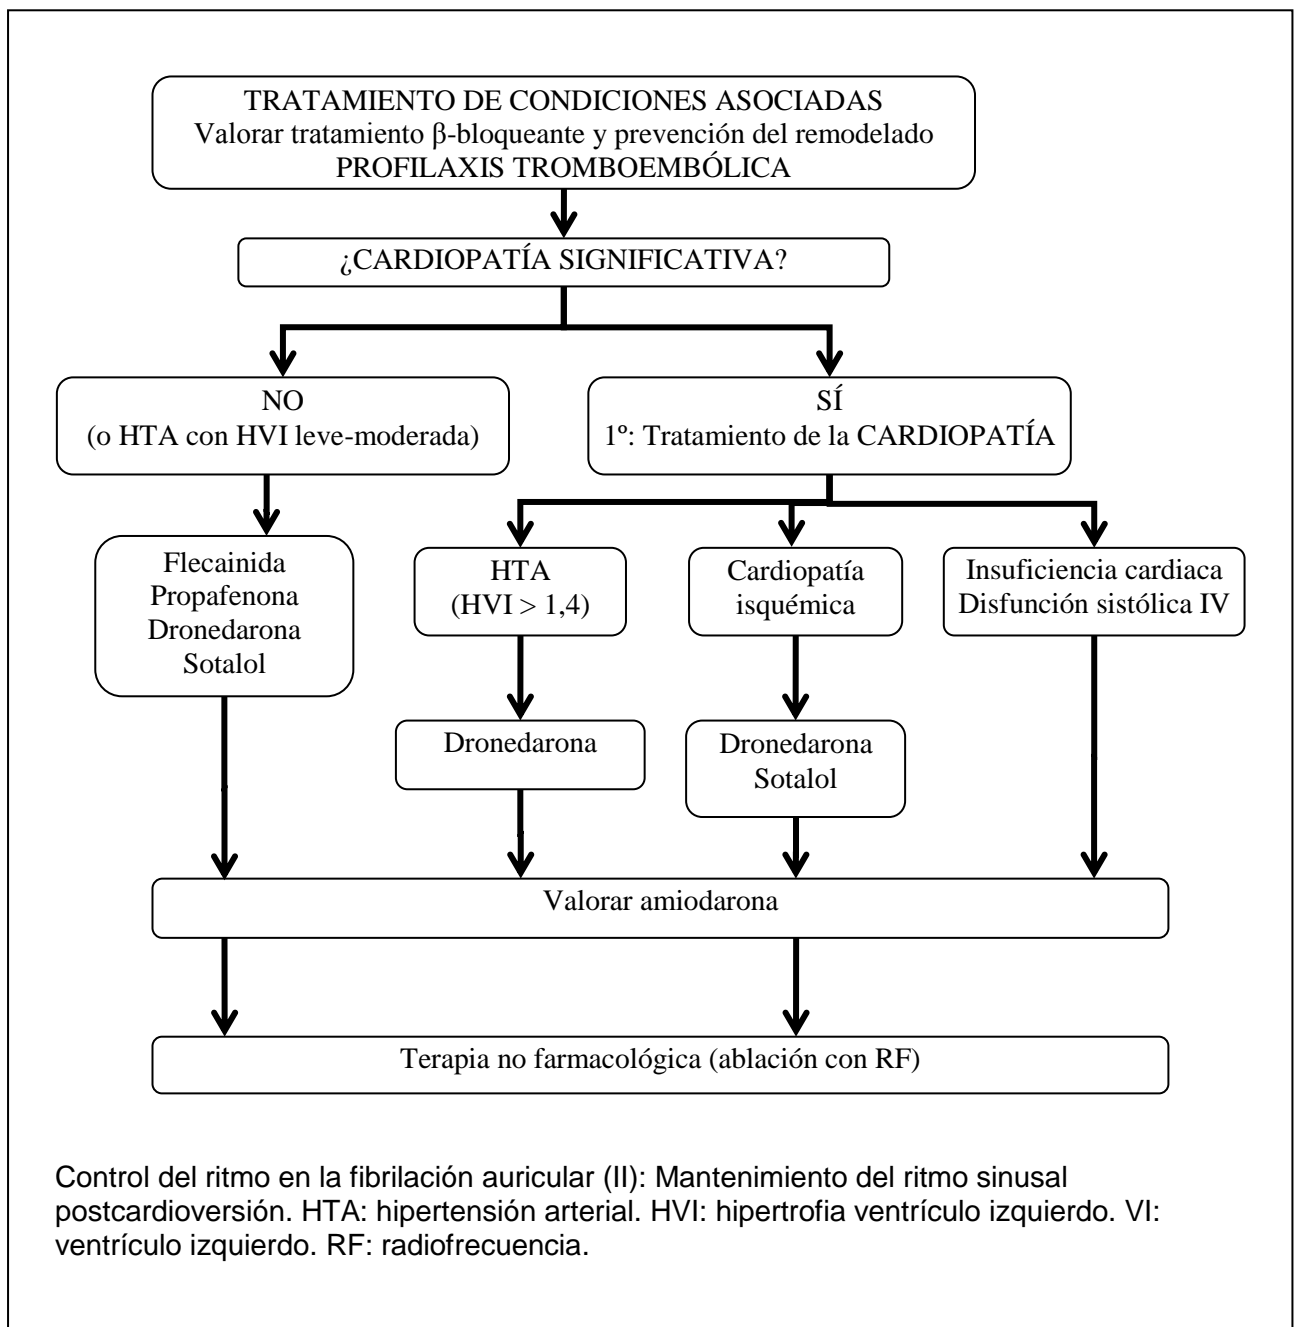 TRATAMIENTO DE CONDICIONES ASOCIADAS
Valorar tratamiento β-bloqueante y prevención del remodelado
PROFILAXIS TROMBOEMBÓLICA
¿CARDIOPATÍA SIGNIFICATIVA?
NO
(o HTA con HVI leve-moderada)
SÍ
1º: Tratamiento de la CARDIOPATÍA
Flecainida
Propafenona
Dronedarona
Sotalol
HTA
(HVI > 1,4)
Cardiopatía
isquémica
Insuficiencia cardiaca
Disfunción sistólica IV
Dronedarona
Dronedarona
Sotalol
Valorar amiodarona
Terapia no farmacológica (ablación con RF)
Control del ritmo en la fibrilación auricular (II): Mantenimiento del ritmo sinusal
postcardioversión. HTA: hipertensión arterial. HVI: hipertrofia ventrículo izquierdo. VI:
ventrículo izquierdo. RF: radiofrecuencia.